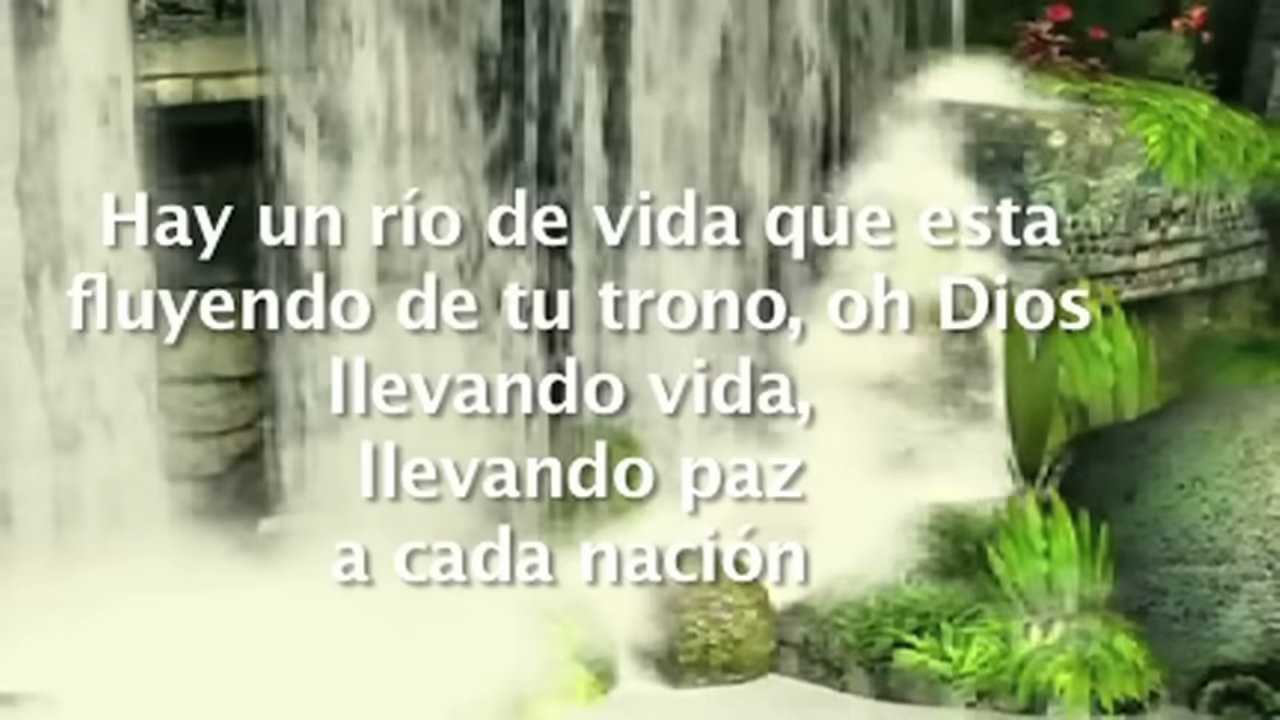 Hay un río de vida que esta
fluyendo de tu trono, oh Dios
llevando vida,
llevando paz
a cada nación